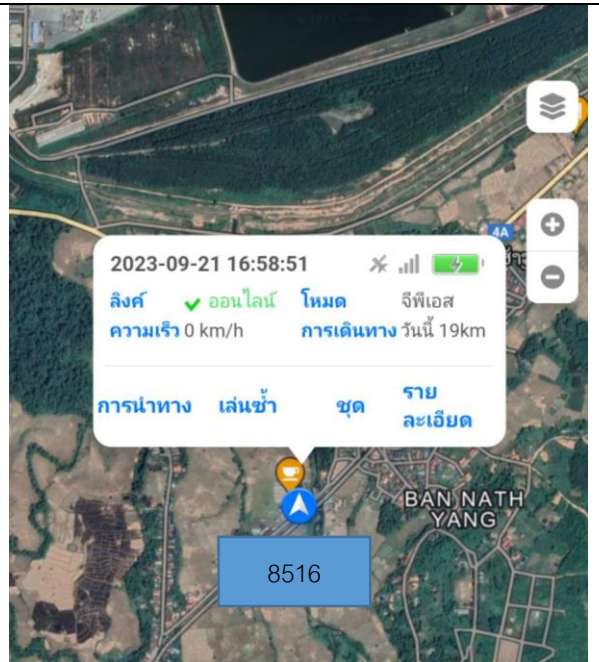 4A
2023-09-21 16:58:51
ลิงค์ ออนไลน์ โหมด จีพีเอส
ความเร็ว 0 km/h การเดินทาง วันนี้ 19km
การนำทาง เล่นซ้ำ ชุด ราย
ละเอียด
BAN NATH
YANG
8516